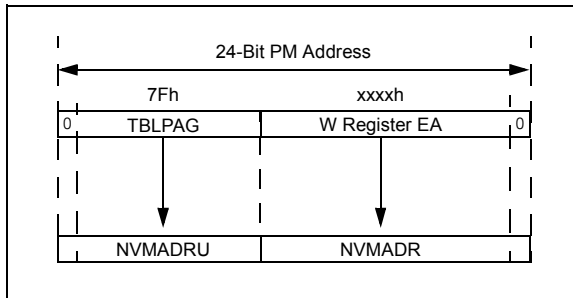 24-Bit PM Address
7Fh xxxxh
0 TBLPAG W Register EA 0
NVMADRU NVMADR